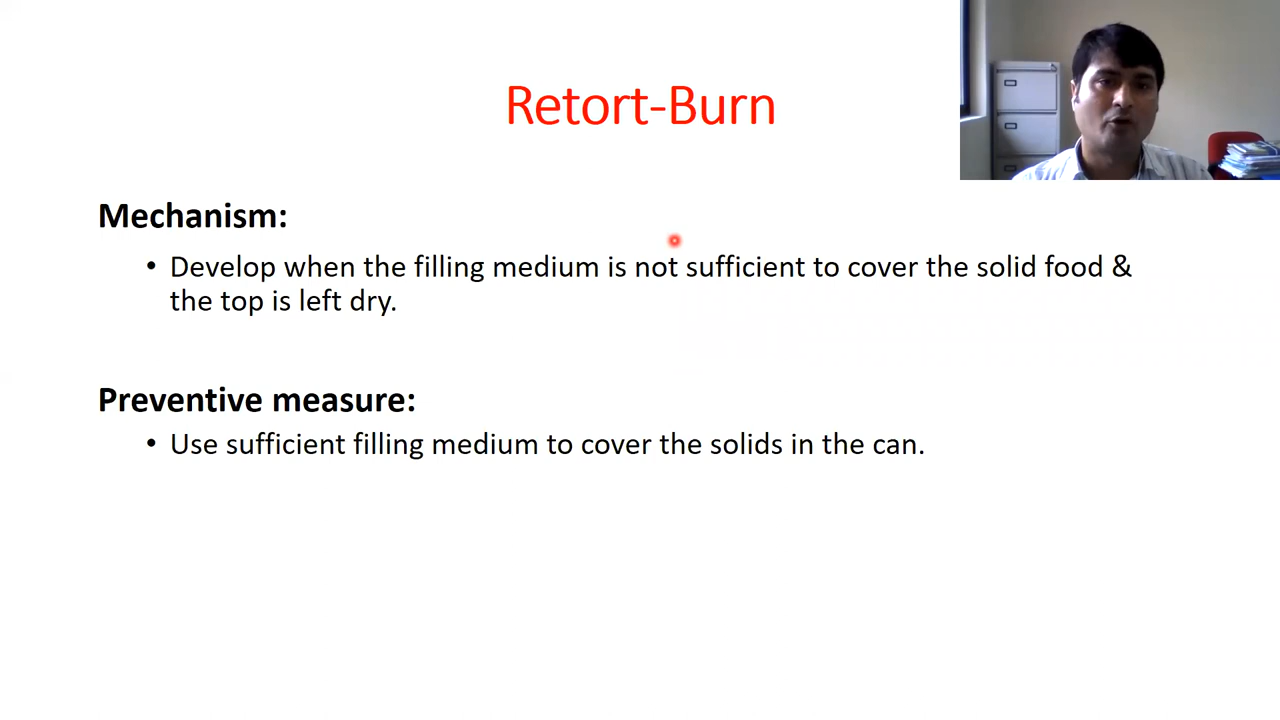 Retort-Burn
Mechanism:
• Develop when the filling medium is not sufficient to cover the solid food &
the top is left dry.
Preventive measure:
• Use sufficient filling medium to cover the solids in the can.